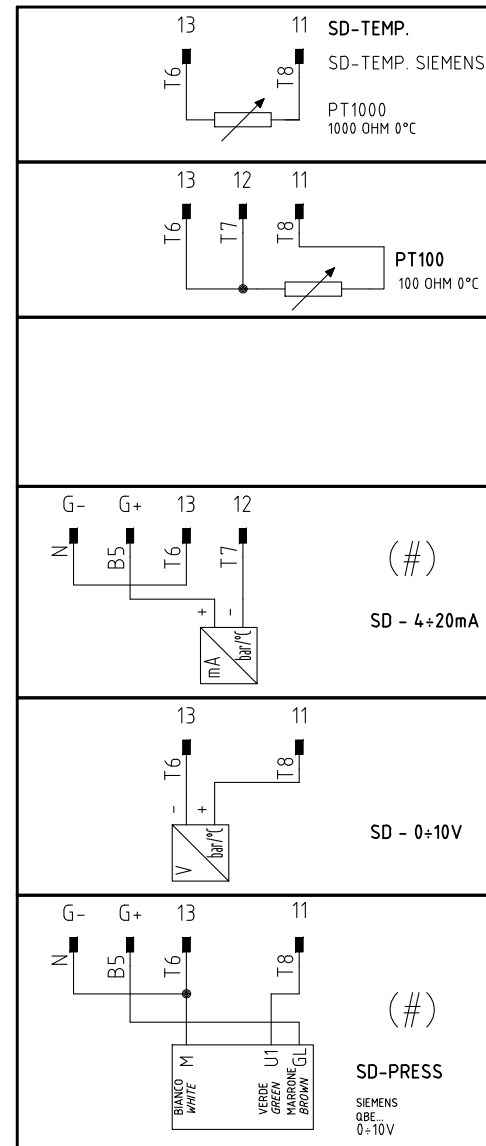 13 11 SD-TEMP.
T6 T8 SD-TEMP. SIEMENS
PT1000
1000 OHM 0°C
13 12 11
T6 T7 T8
PT100
100 OHM 0°C
G- G+ 13 12
N B5 T6 T7
(#)
+ -
SD - 4÷20mA
mA bar/°C
13 11
T6 T8
- +
SD - 0÷10V
V bar/°C
G- G+ 13 11
N B5 T6 T8
(#)
M U1 GL
BIANCO
WHITE
VERDE
GREEN
MARRONE
BROWN
SD-PRESS
SIEMENS
QBE...
0÷10V